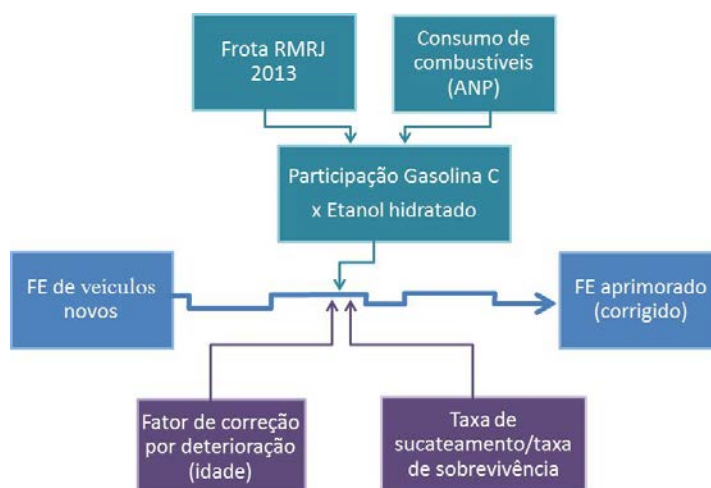 Frota RMRJ
2013
Consumo de
combustíveis
(ANP)
Participação Gasolina C
x Etanol hidratado
FE de veiculos
novos
FE aprimorado
(corrigido)
Fator de correção
por deterioração
(idade)
Taxa de
sucateamento/taxa
de sobrevivência